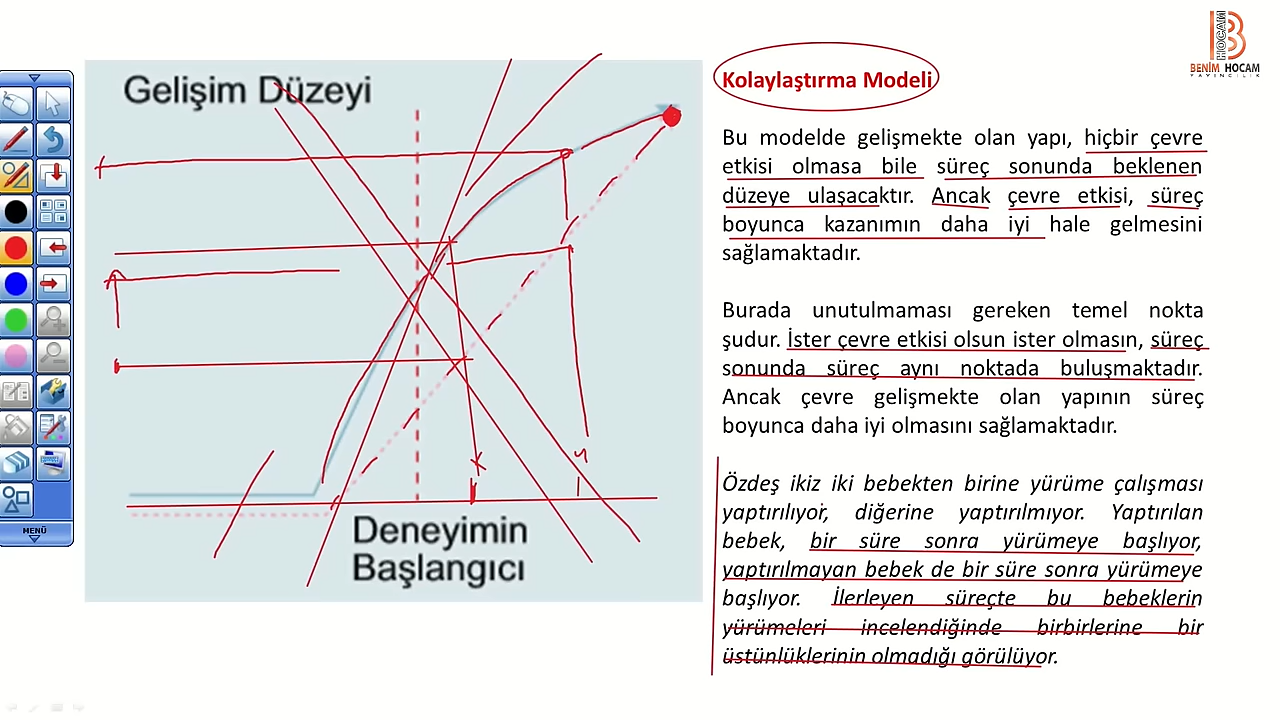 BENİM HOCAM
YAYINCILIK
Gelişim Düzeyi
Deneyimin
Başlangıcı
MENÜ
Kolaylaştırma Modeli
Bu modelde gelişmekte olan yapı, hiçbir çevre
etkisi olmasa bile süreç sonunda beklenen
düzeye ulaşacaktır. Ancak çevre etkisi, süreç
boyunca kazanımın daha iyi hale gelmesini
sağlamaktadır.
Burada unutulmaması gereken temel nokta
şudur. İster çevre etkisi olsun ister olmasın, süreç
sonunda süreç aynı noktada buluşmaktadır.
Ancak çevre gelişmekte olan yapının süreç
boyunca daha iyi olmasını sağlamaktadır.
Özdeş ikiz iki bebekten birine yürüme çalışması
yaptırılıyor, diğerine yaptırılmıyor. Yaptırılan
bebek, bir süre sonra yürümeye başlıyor,
yaptırılmayan bebek de bir süre sonra yürümeye
başlıyor. İlerleyen süreçte bu bebeklerin
yürümeleri incelendiğinde birbirlerine bir
üstünlüklerinin olmadığı görülüyor.